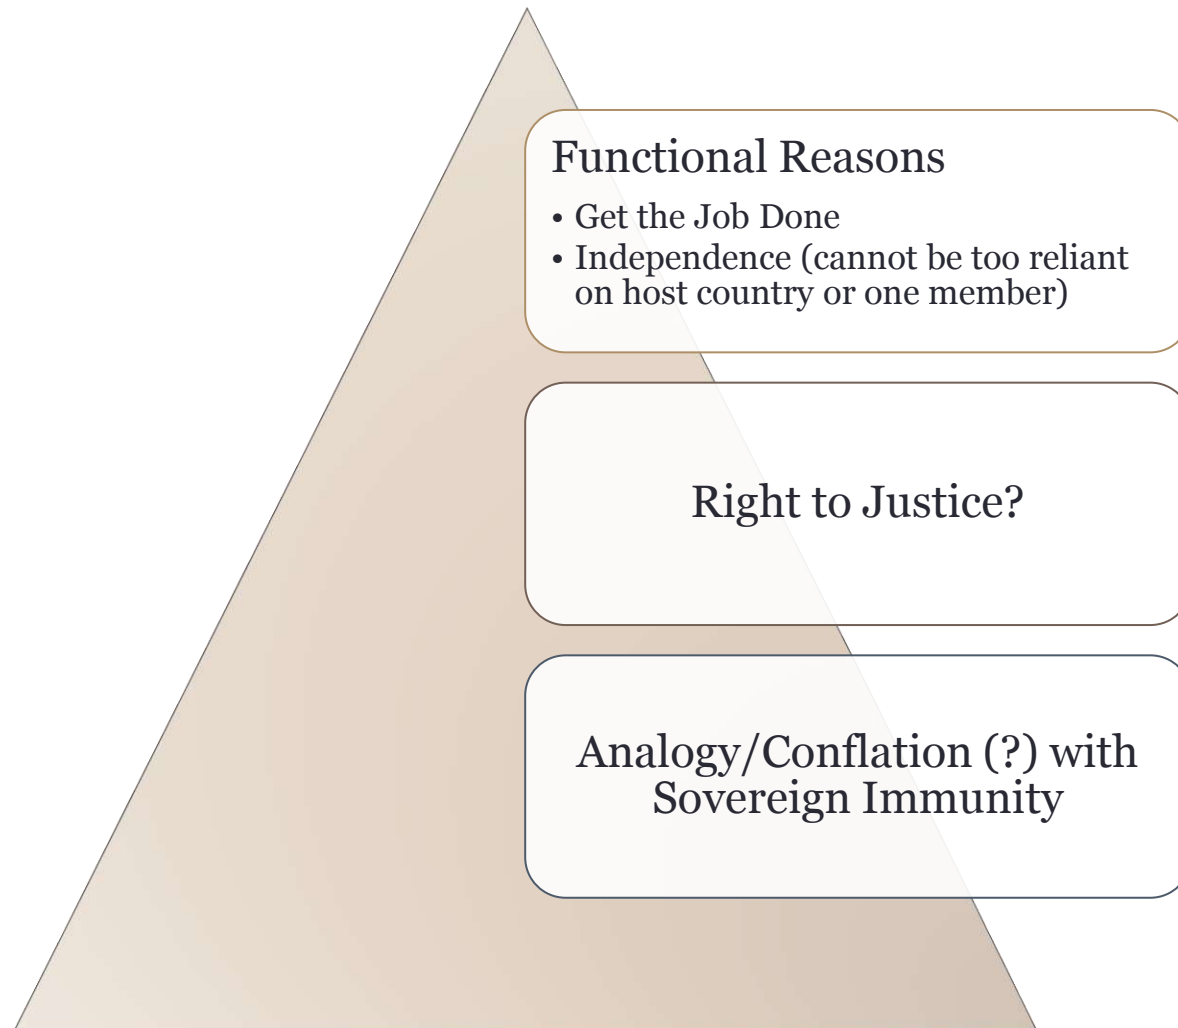 Functional Reasons
• Get the Job Done
• Independence (cannot be too reliant
on host country or one member)
Right to Justice?
Analogy/Conflation (?) with
Sovereign Immunity